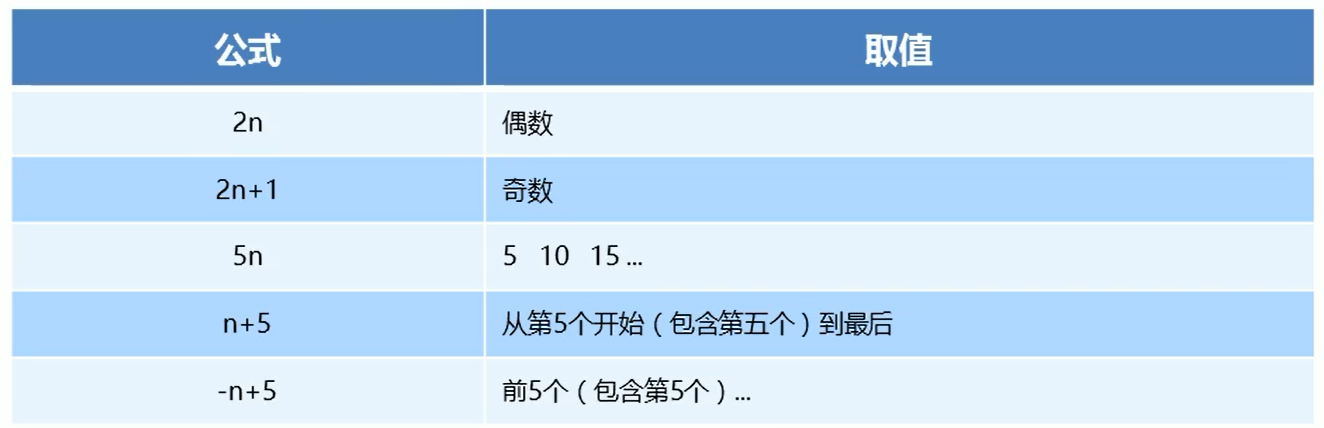 公式 取值
2n 偶数
2n+1 奇数
5n 5 10 15 ...
n+5 从第5个开始（包含第五个）到最后
-n+5 前5个（包含第5个）...